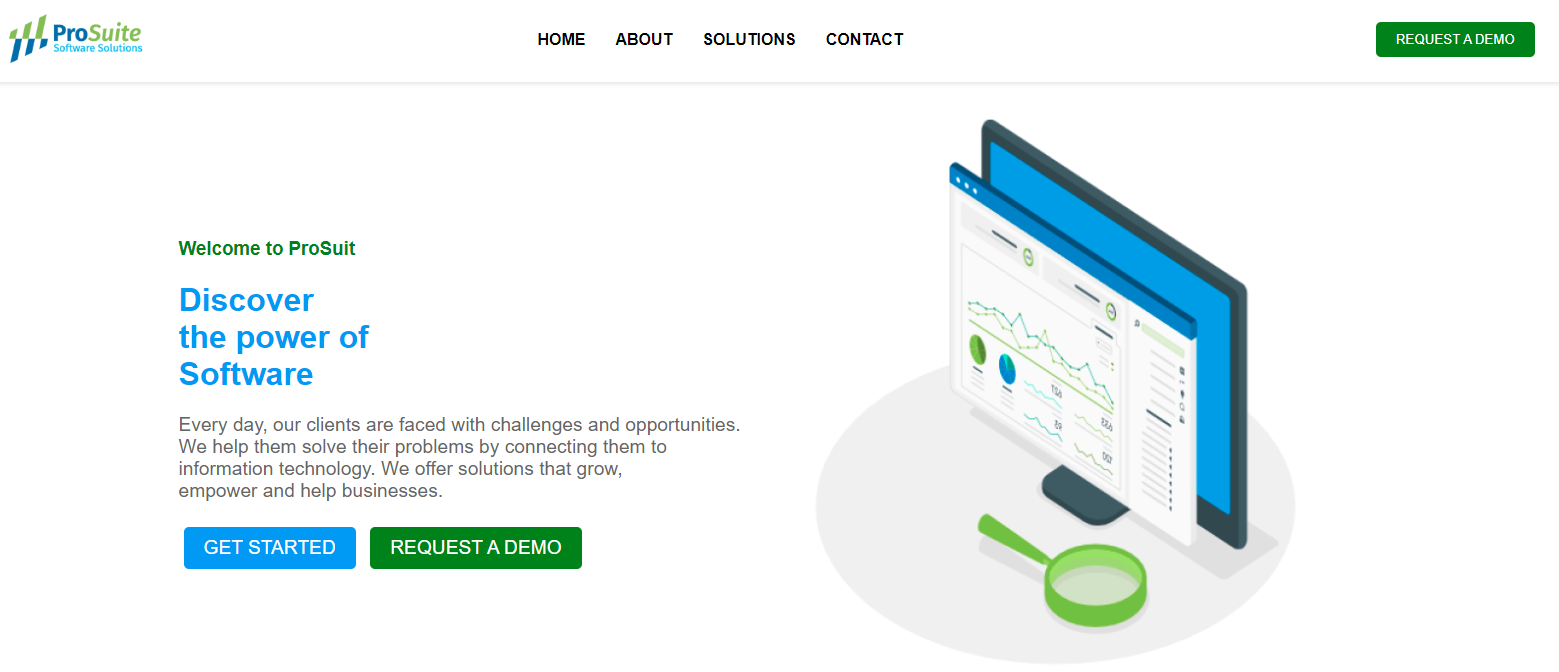 ProSuite
Software Solutions
HOME ABOUT SOLUTIONS CONTACT
REQUEST A DEMO
Welcome to ProSuit
Discover
the power of
Software
Every day, our clients are faced with challenges and opportunities.
We help them solve their problems by connecting them to
information technology. We offer solutions that grow,
empower and help businesses.
GET STARTED REQUEST A DEMO